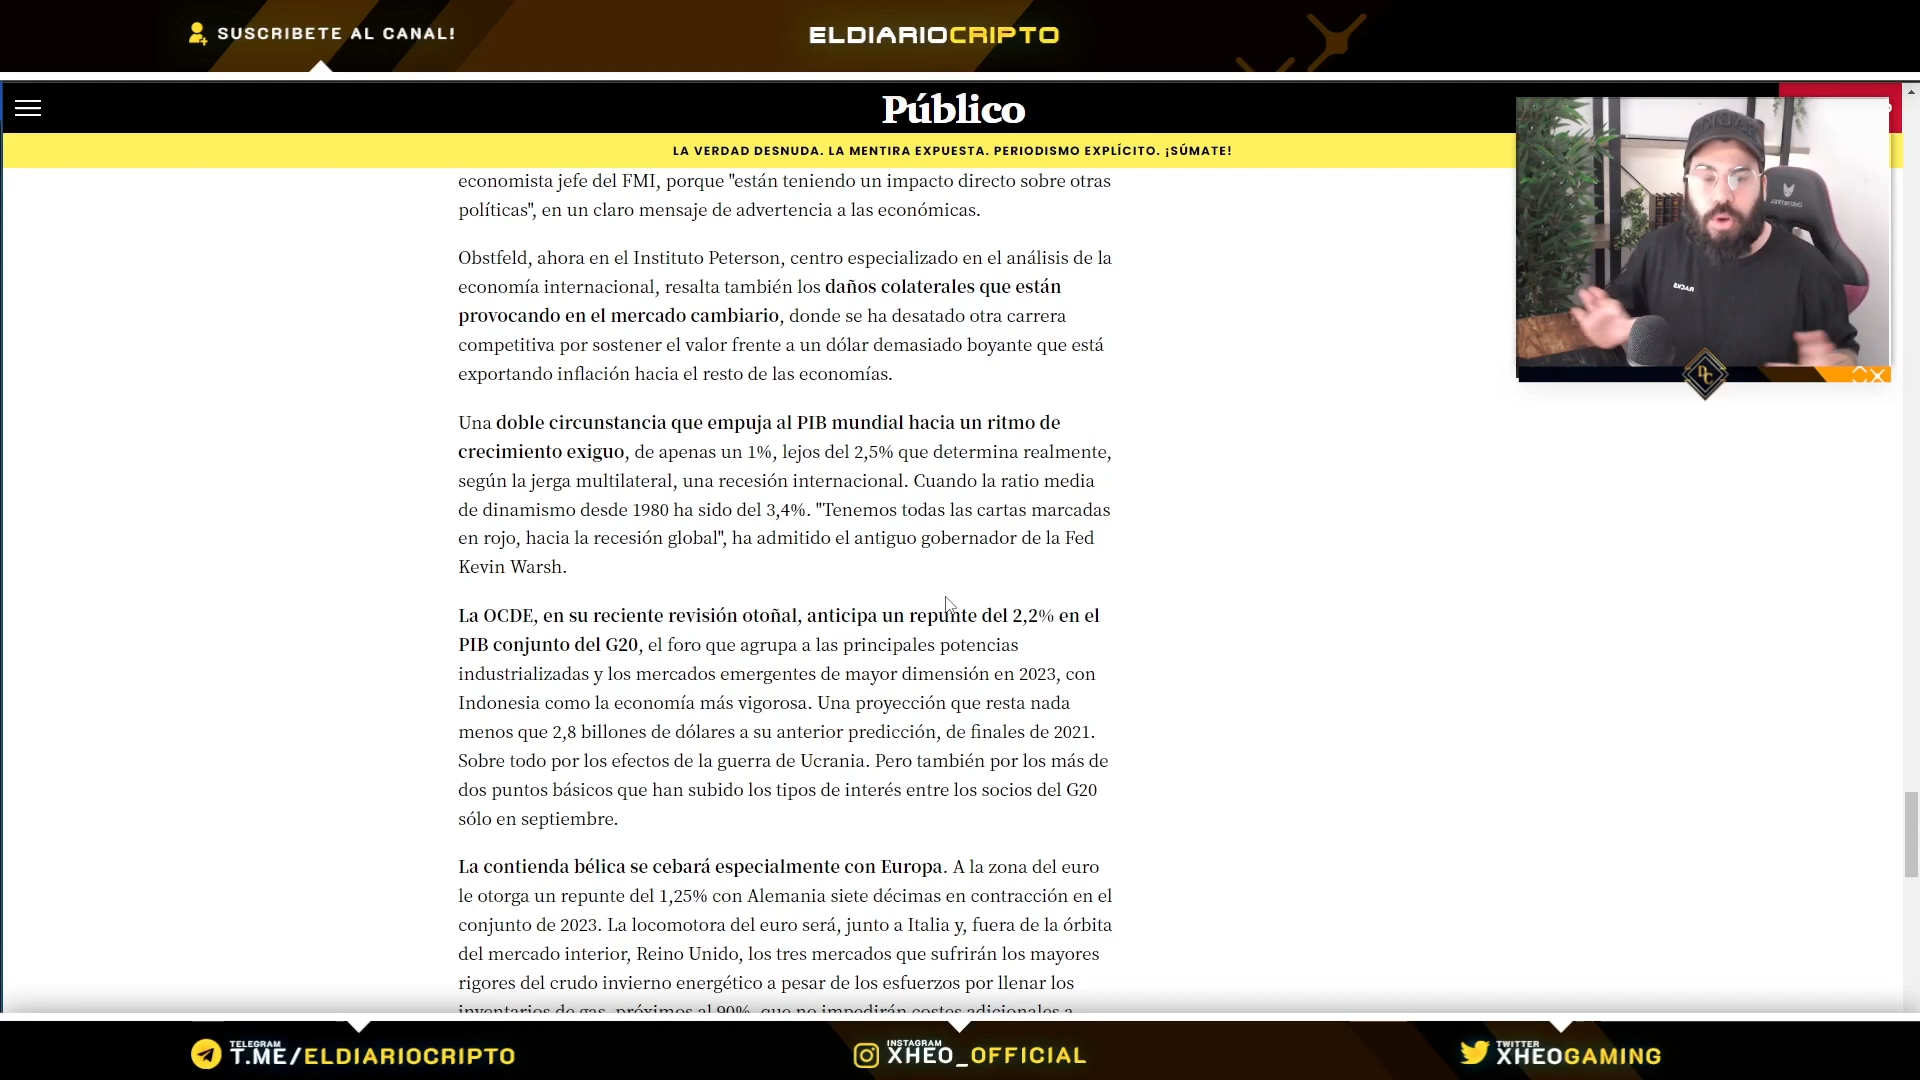 SUSCRIBETE AL CANAL!
ELDIARIOCRIPTO
Público
LA VERDAD DESNUDA. LA MENTIRA EXPUESTA. PERIODISMO EXPLÍCITO. ¡SÚMATE!
economista jefe del FMI, porque "están teniendo un impacto directo sobre otras
políticas", en un claro mensaje de advertencia a las económicas.
Obstfeld, ahora en el Instituto Peterson, centro especializado en el análisis de la
economía internacional, resalta también los daños colaterales que están
provocando en el mercado cambiario, donde se ha desatado otra carrera
competitiva por sostener el valor frente a un dólar demasiado boyante que está
exportando inflación hacia el resto de las economías.
Una doble circunstancia que empuja al PIB mundial hacia un ritmo de
crecimiento exiguo, de apenas un 1%, lejos del 2,5% que determina realmente,
según la jerga multilateral, una recesión internacional. Cuando la ratio media
de dinamismo desde 1980 ha sido del 3,4%. "Tenemos todas las cartas marcadas
en rojo, hacia la recesión global", ha admitido el antiguo gobernador de la Fed
Kevin Warsh.
La OCDE, en su reciente revisión otoñal, anticipa un repunte del 2,2% en el
PIB conjunto del G20, el foro que agrupa a las principales potencias
industrializadas y los mercados emergentes de mayor dimensión en 2023, con
Indonesia como la economía más vigorosa. Una proyección que resta nada
menos que 2,8 billones de dólares a su anterior predicción, de finales de 2021.
Sobre todo por los efectos de la guerra de Ucrania. Pero también por los más de
dos puntos básicos que han subido los tipos de interés entre los socios del G20
sólo en septiembre.
La contienda bélica se cebará especialmente con Europa. A la zona del euro
le otorga un repunte del 1,25% con Alemania siete décimas en contracción en el
conjunto de 2023. La locomotora del euro será, junto a Italia y, fuera de la órbita
del mercado interior, Reino Unido, los tres mercados que sufrirán los mayores
rigores del crudo invierno energético a pesar de los esfuerzos por llenar los
inventarios de gas, próximos al 90%, que no impedirán costes adicionales a
DC
TELEGRAM
T.ME/ELDIARIOCRIPTO
INSTAGRAM
XHEO_OFFICIAL
TWITTER
XHEOGAMING